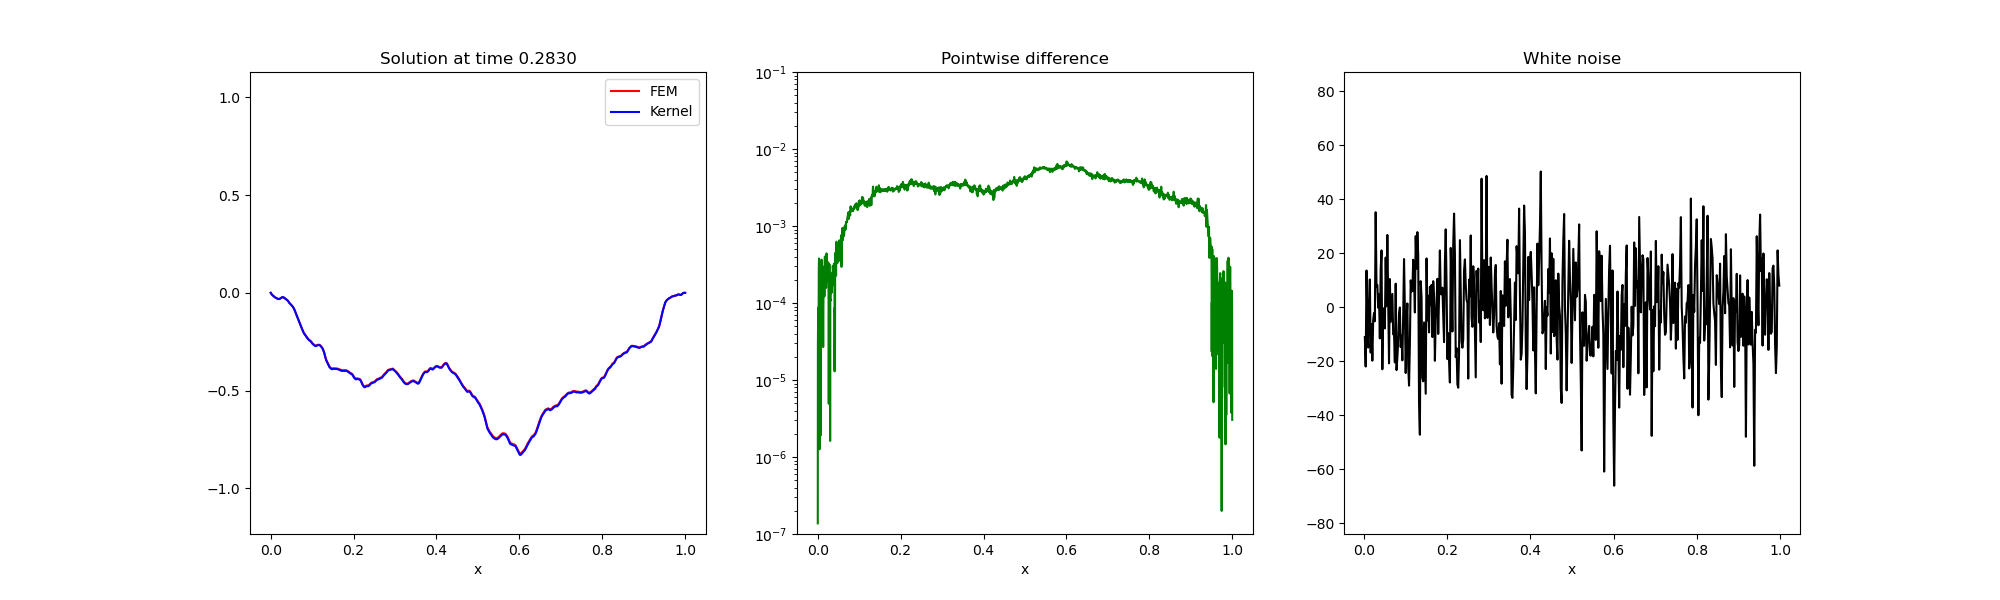 Solution at time 0.2830
FEM
Kernel
1.0
0.5
0.0
−0.5
−1.0
0.0 0.2 0.4 0.6 0.8 1.0
x
Pointwise difference
10⁻¹
10⁻²
10⁻³
10⁻⁴
10⁻⁵
10⁻⁶
10⁻⁷
0.0 0.2 0.4 0.6 0.8 1.0
x
White noise
80
60
40
20
0
−20
−40
−60
−80
0.0 0.2 0.4 0.6 0.8 1.0
x